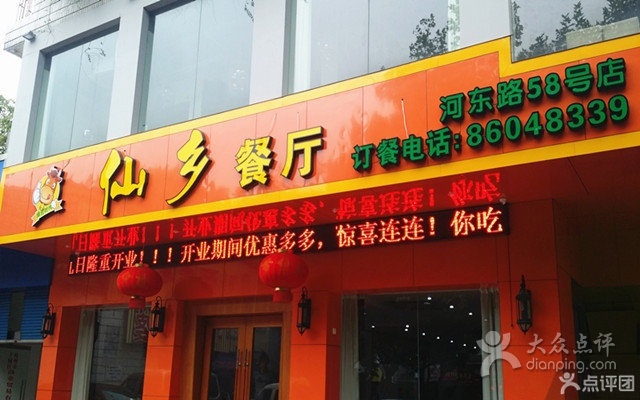 仙乡餐厅
河东路58号店
订餐电话:86048339
日隆重开业!!!开业期间优惠多多,惊喜连连!你吃
大众点评
dianping.com
点评团